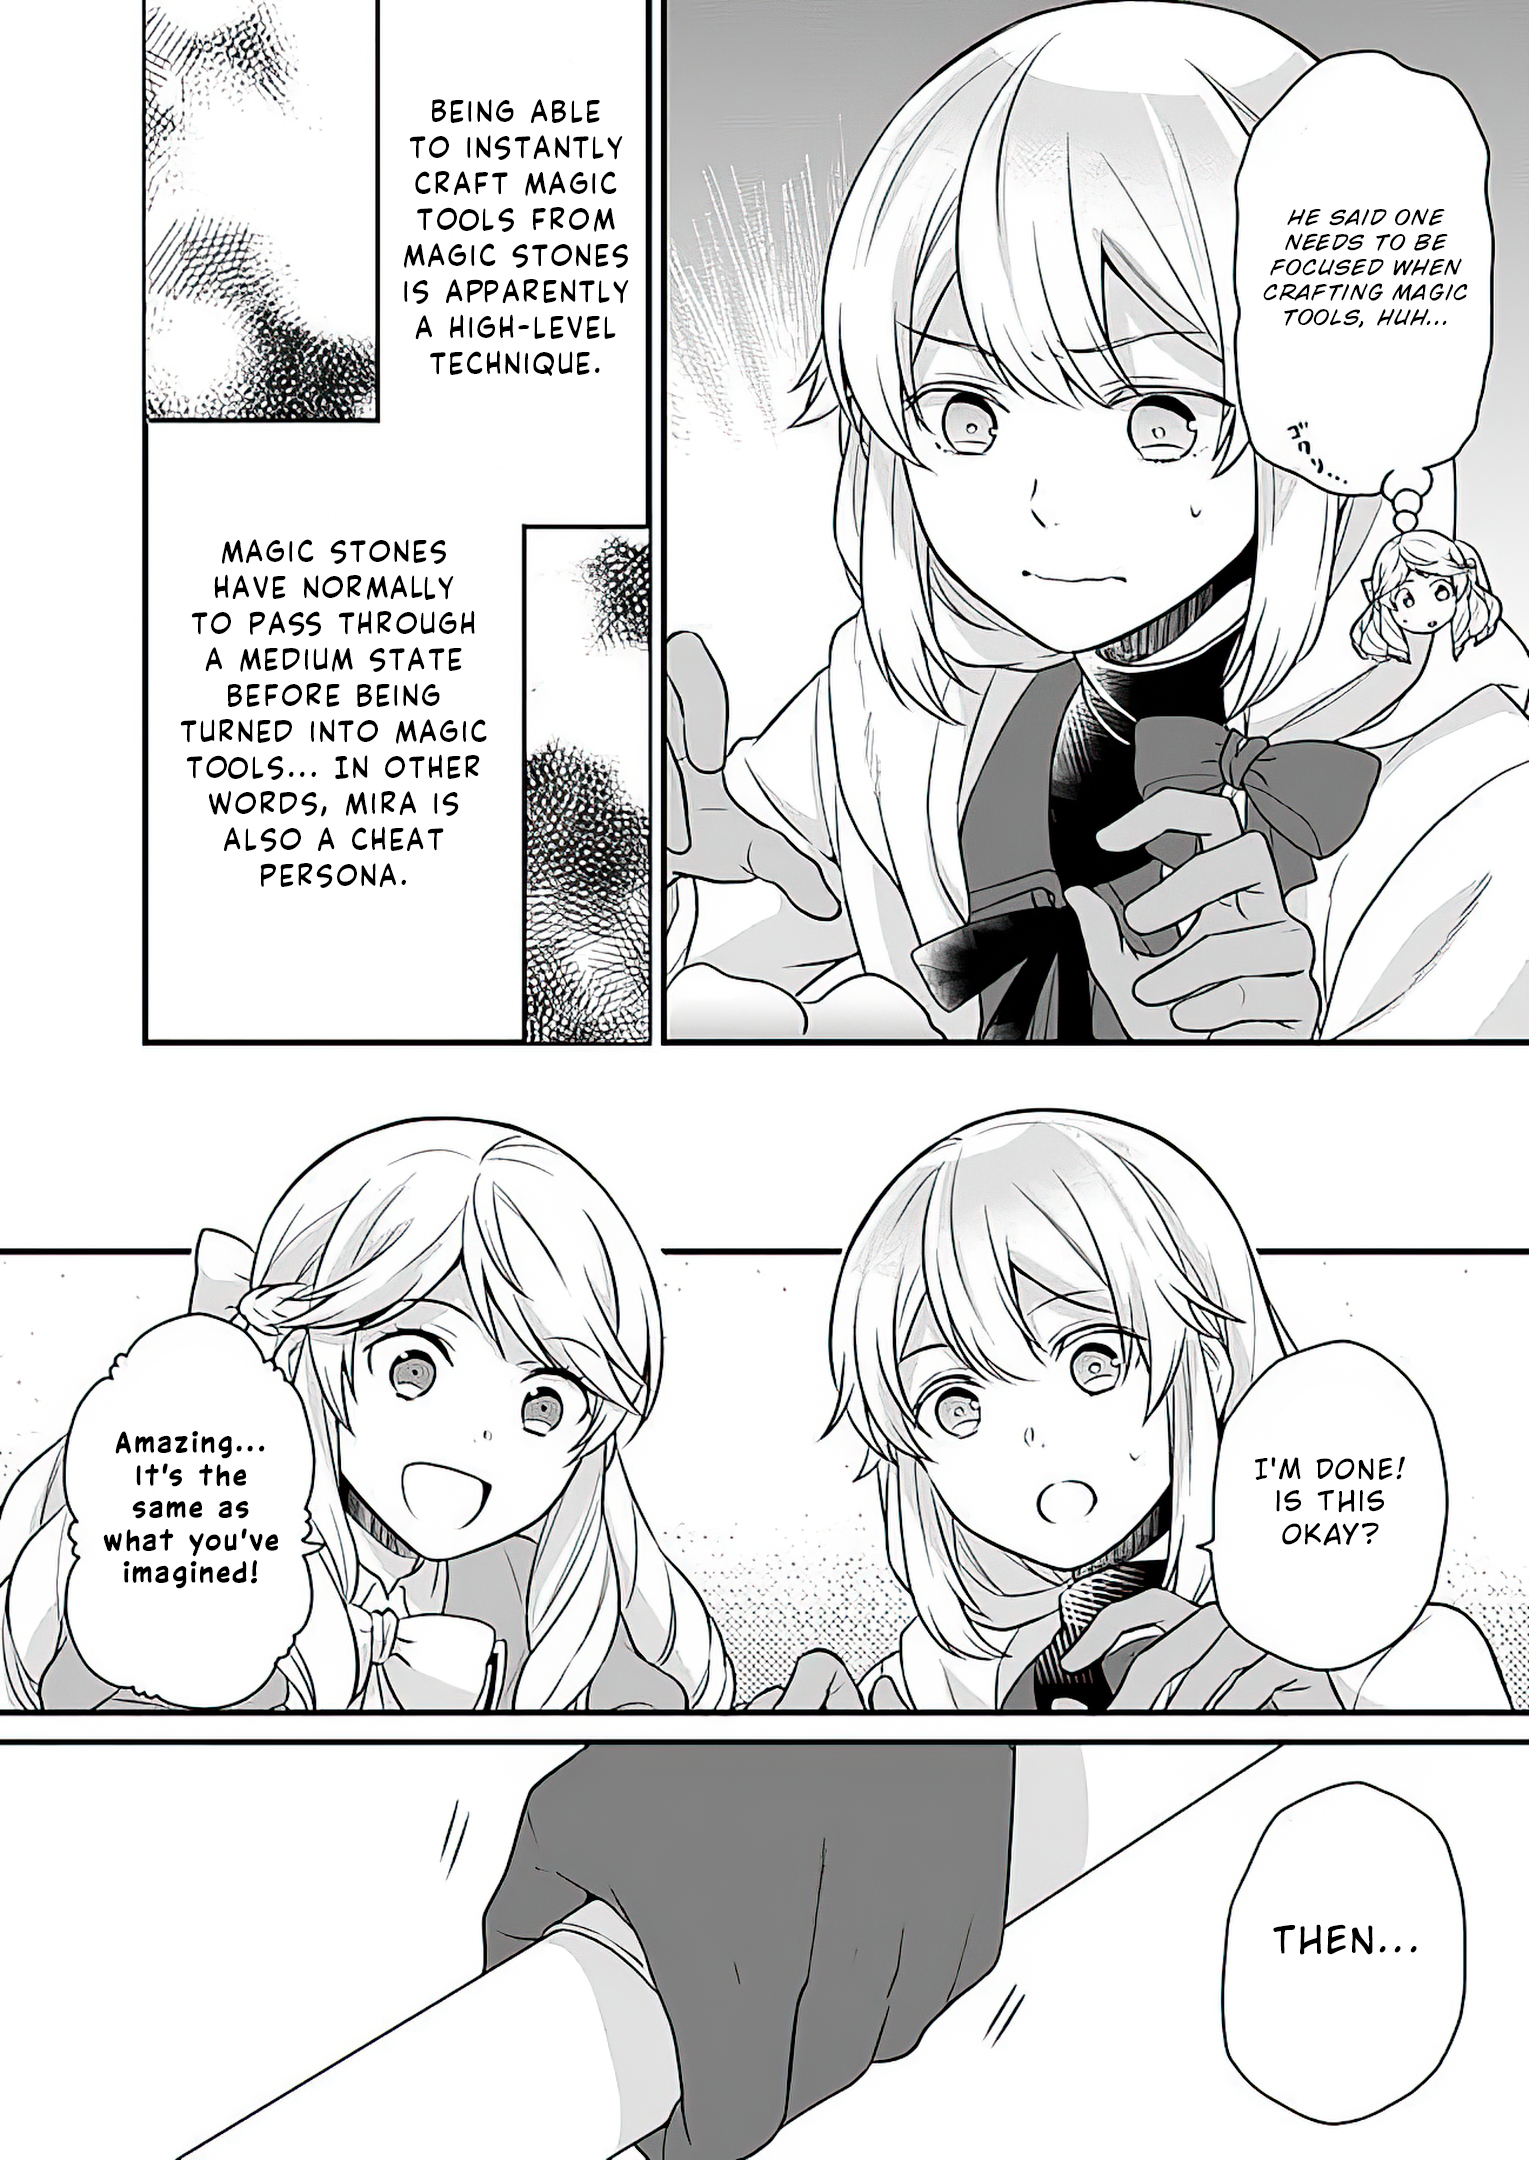 HE SAID ONE
NEEDS TO BE
FOCUSED WHEN
CRAFTING MAGIC
TOOLS, HUH...
ゴクリ...
BEING ABLE
TO INSTANTLY
CRAFT MAGIC
TOOLS FROM
MAGIC STONES
IS APPARENTLY
A HIGH-LEVEL
TECHNIQUE.
MAGIC STONES
HAVE NORMALLY
TO PASS THROUGH
A MEDIUM STATE
BEFORE BEING
TURNED INTO MAGIC
TOOLS... IN OTHER
WORDS, MIRA IS
ALSO A CHEAT
PERSONA.
I'M DONE!
IS THIS
OKAY?
Amazing...
It's the
same as
what you've
imagined!
THEN...